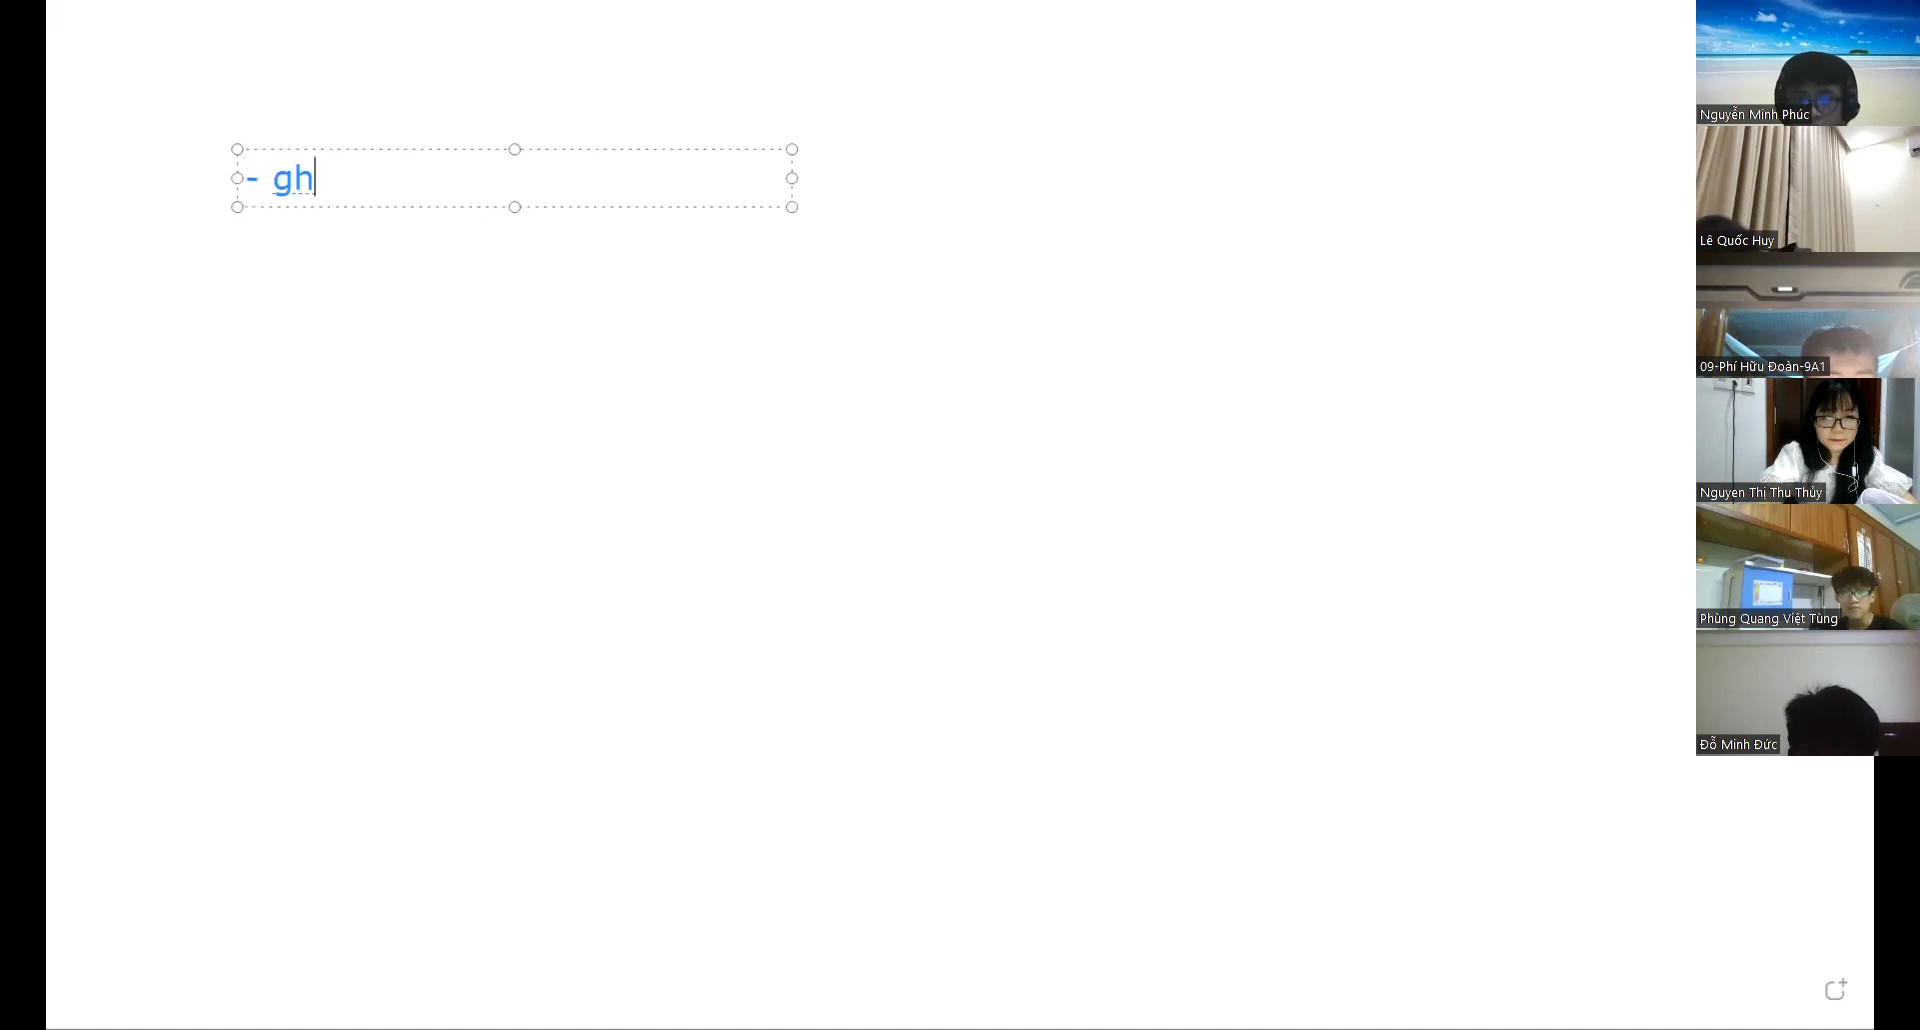 - gh
Nguyễn Minh Phúc
Lê Quốc Huy
09-Phí Hữu Đoàn-9A1
Nguyen Thị Thu Thủy
Phùng Quang Việt Tùng
Đỗ Minh Đức